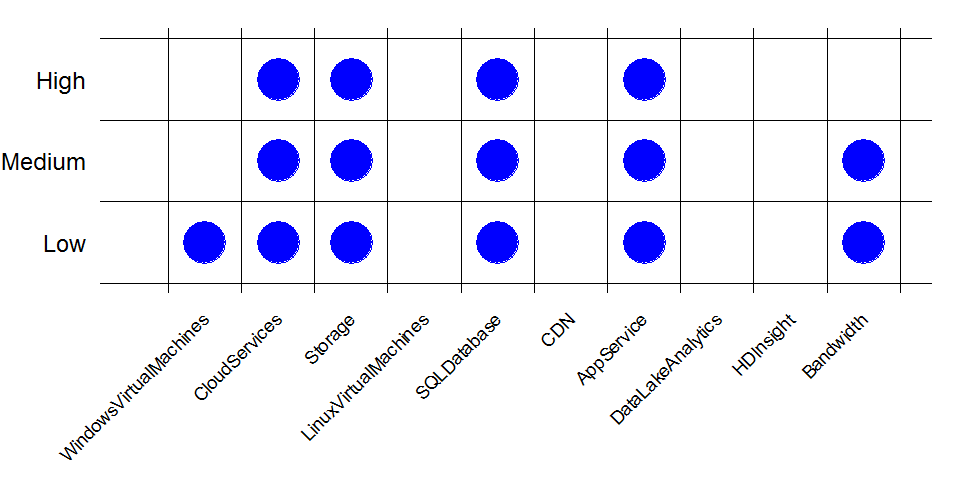 High
Medium
Low
WindowsVirtualMachines
CloudServices
Storage
LinuxVirtualMachines
SQLDatabase
CDN
AppService
DataLakeAnalytics
HDInsight
Bandwidth